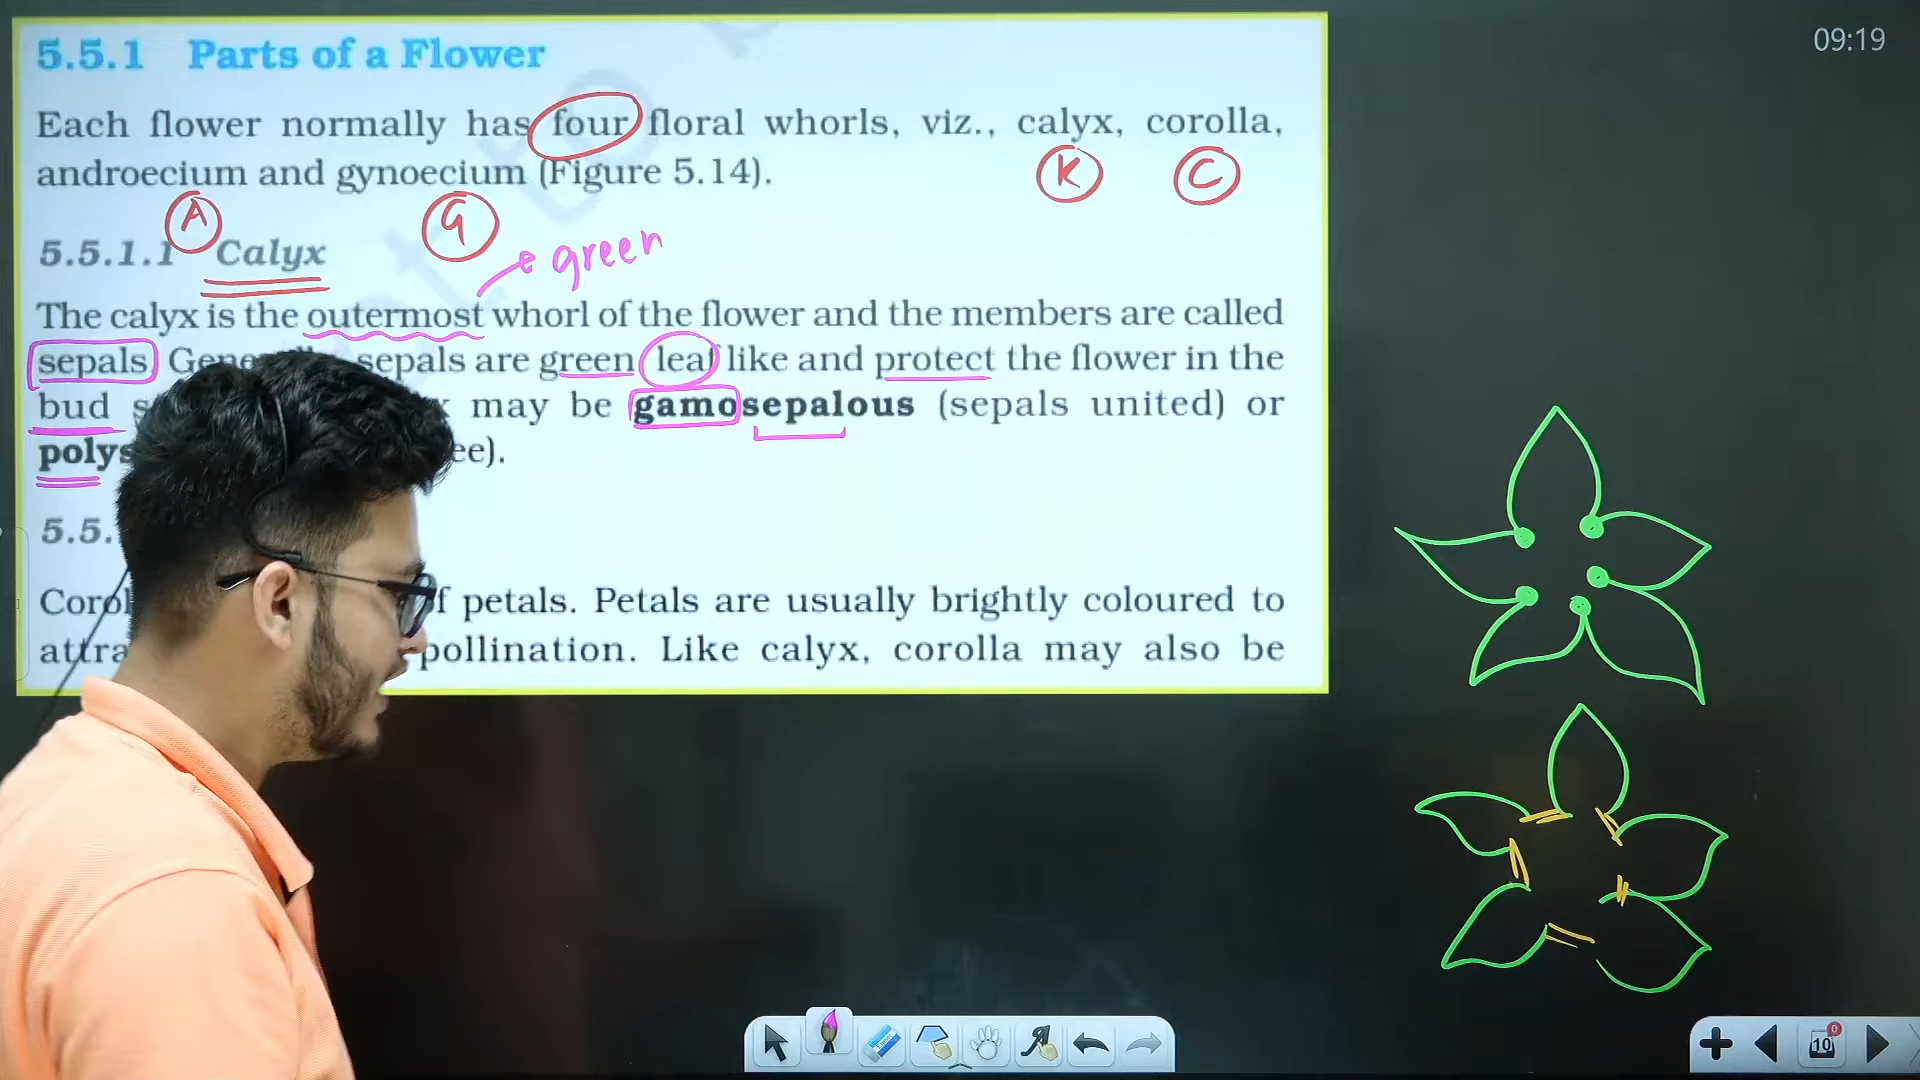 5.5.1 Parts of a Flower
09:19
Each flower normally has four floral whorls, viz., calyx, corolla,
androecium and gynoecium (Figure 5.14).
K C
A G
5.5.1.1 Calyx
green
The calyx is the outermost whorl of the flower and the members are called
sepals. sepals are green leaf like and protect the flower in the
bud may be gamosepalous (sepals united) or
polys ee).
5.5.
Corol f petals. Petals are usually brightly coloured to
attra pollination. Like calyx, corolla may also be
10
0